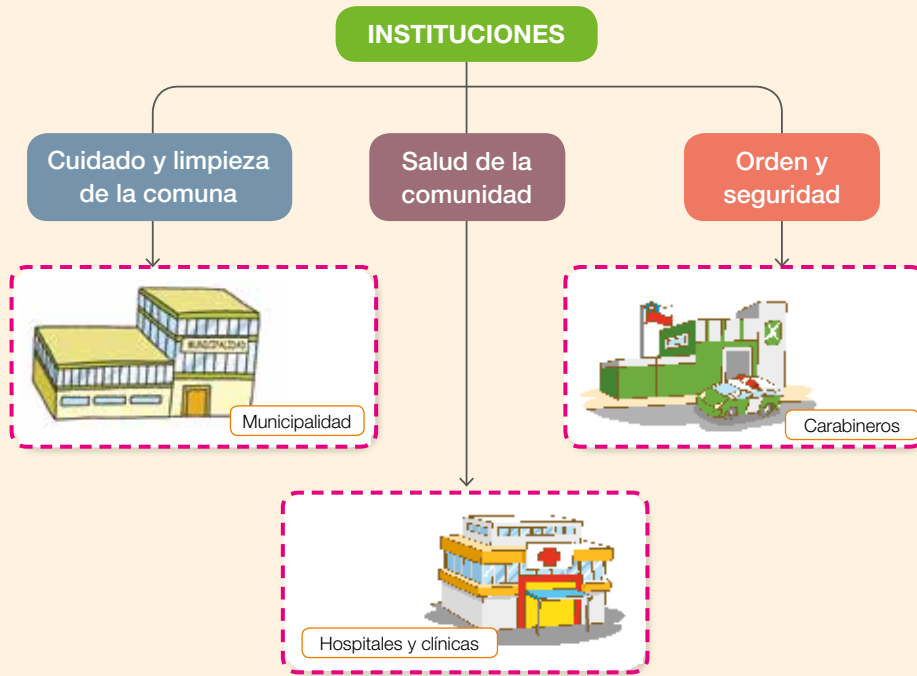 INSTITUCIONES
Cuidado y limpieza
de la comuna
Salud de la
comunidad
Orden y
seguridad
MUNICIPALIDAD
Municipalidad
Carabineros
Hospitales y clínicas